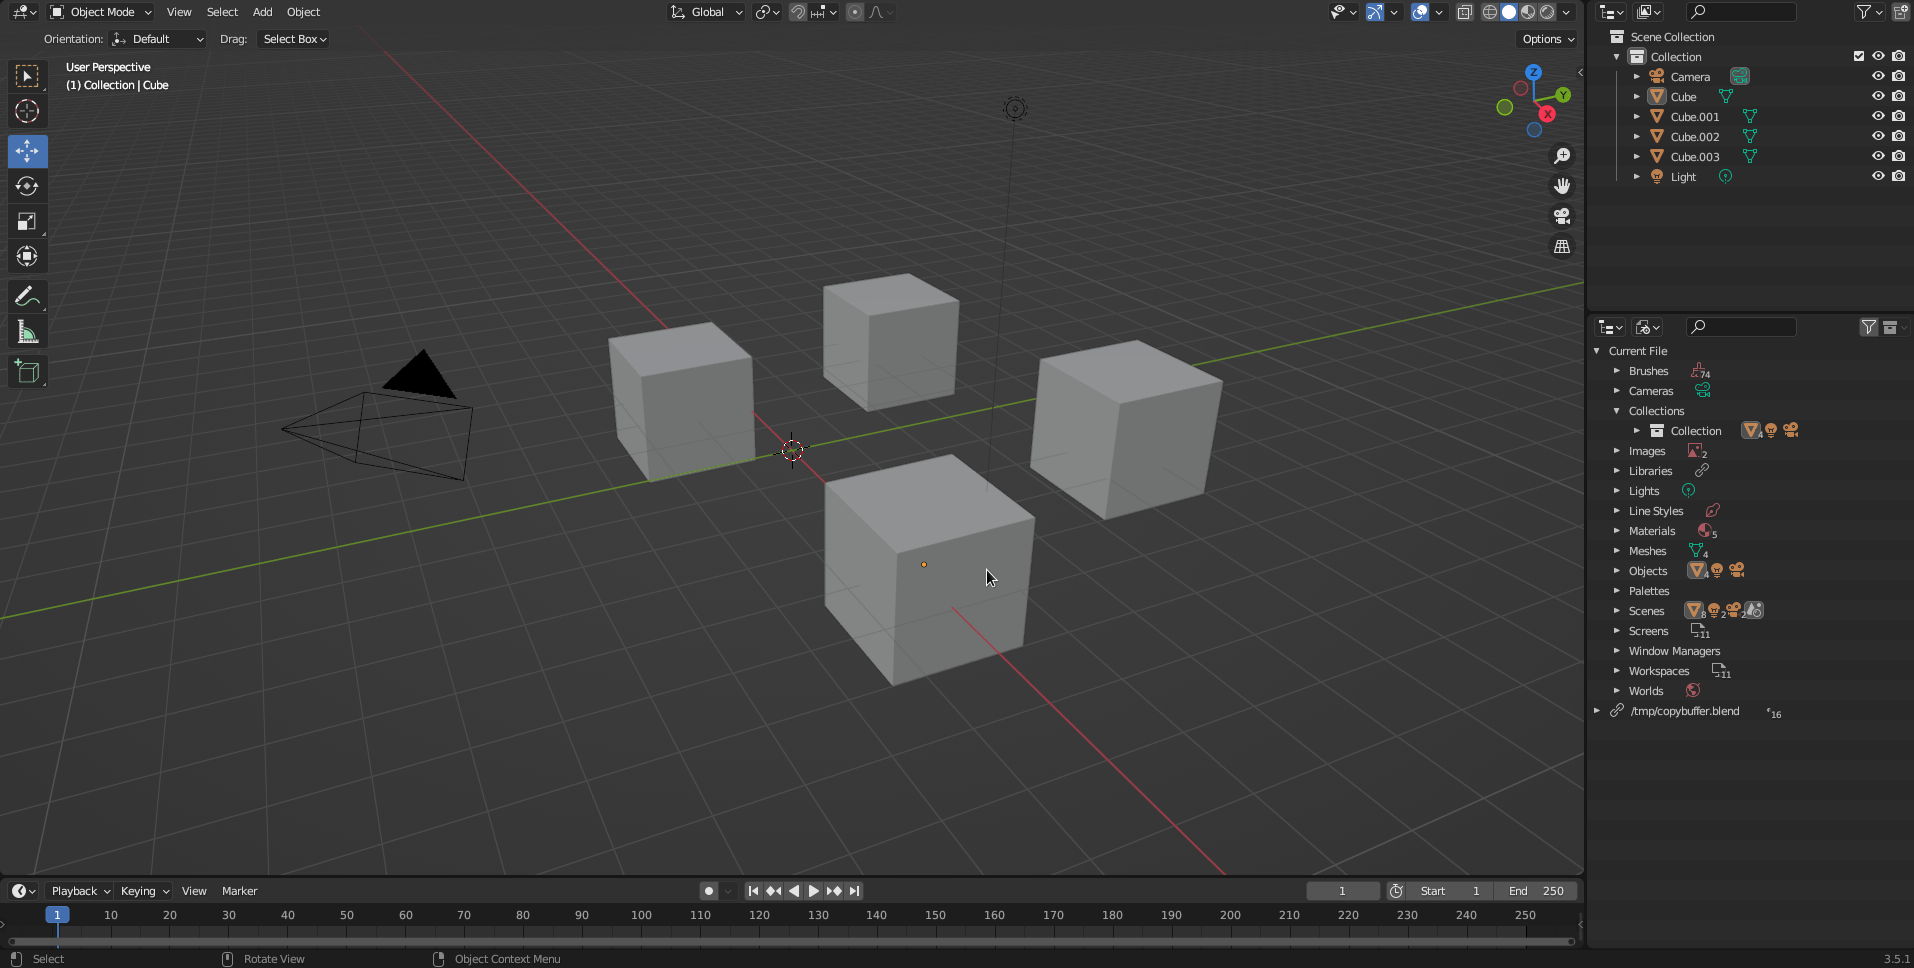 Object Mode View Select Add Object Global
Orientation: Default Drag: Select Box Options
User Perspective
(1) Collection | Cube
Z
Y
X
Scene Collection
Collection
Camera
Cube
Cube.001
Cube.002
Cube.003
Light
Current File
Brushes 74
Cameras
Collections
Collection 4
Images 2
Libraries
Lights
Line Styles
Materials 5
Meshes 4
Objects 4
Palettes
Scenes 8 2 2
Screens 11
Window Managers
Workspaces 11
Worlds
/tmp/copybuffer.blend 16
Playback Keying View Marker 1 Start 1 End 250
1 10 20 30 40 50 60 70 80 90 100 110 120 130 140 150 160 170 180 190 200 210 220 230 240 250
Select Rotate View Object Context Menu 3.5.1